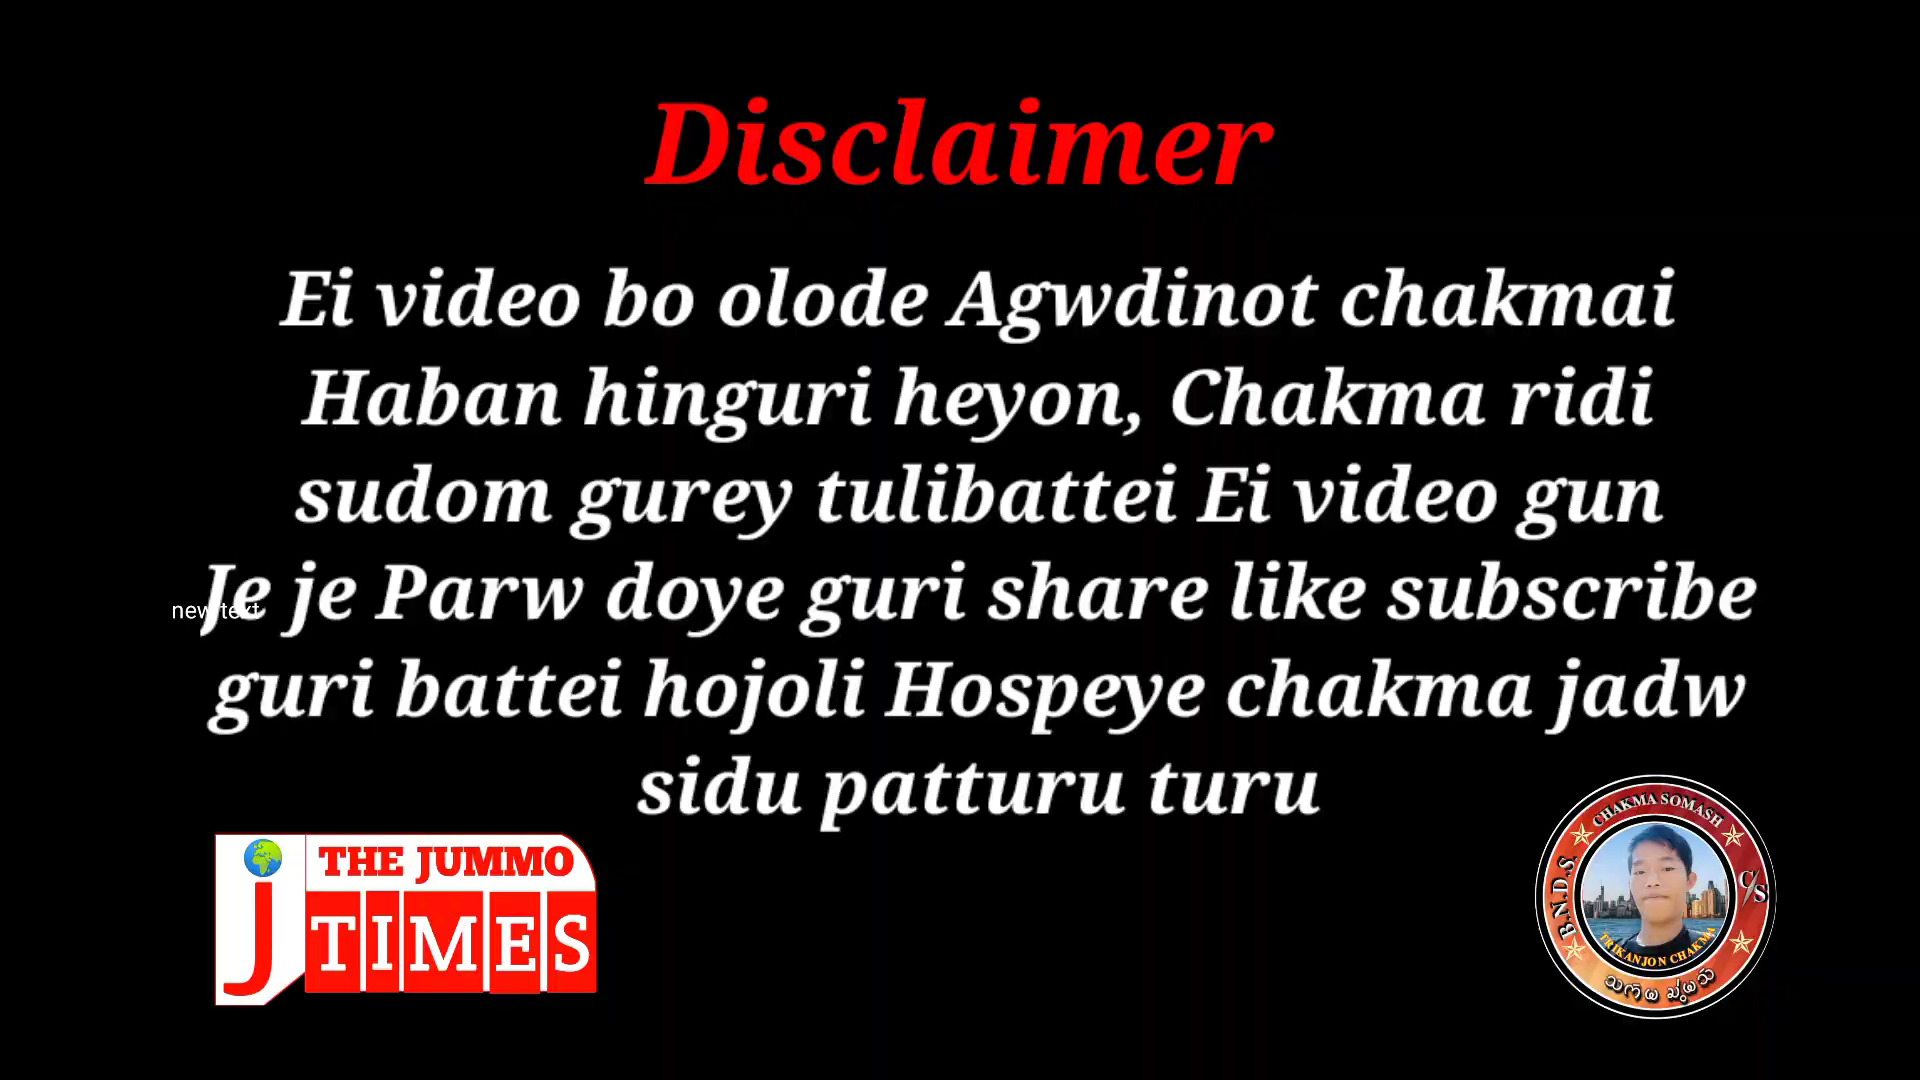 Disclaimer
Ei video bo olode Agwdinot chakmai
Haban hinguri heyon, Chakma ridi
sudom gurey tulibattei Ei video gun
Je je Parw doye guri share like subscribe
new text
guri battei hojoli Hospeye chakma jadw
sidu patturu turu
THE JUMMO
J TIMES
CHAKMA SOMASH
B.N.D.S.
C/S
TRIKANJON CHAKMA